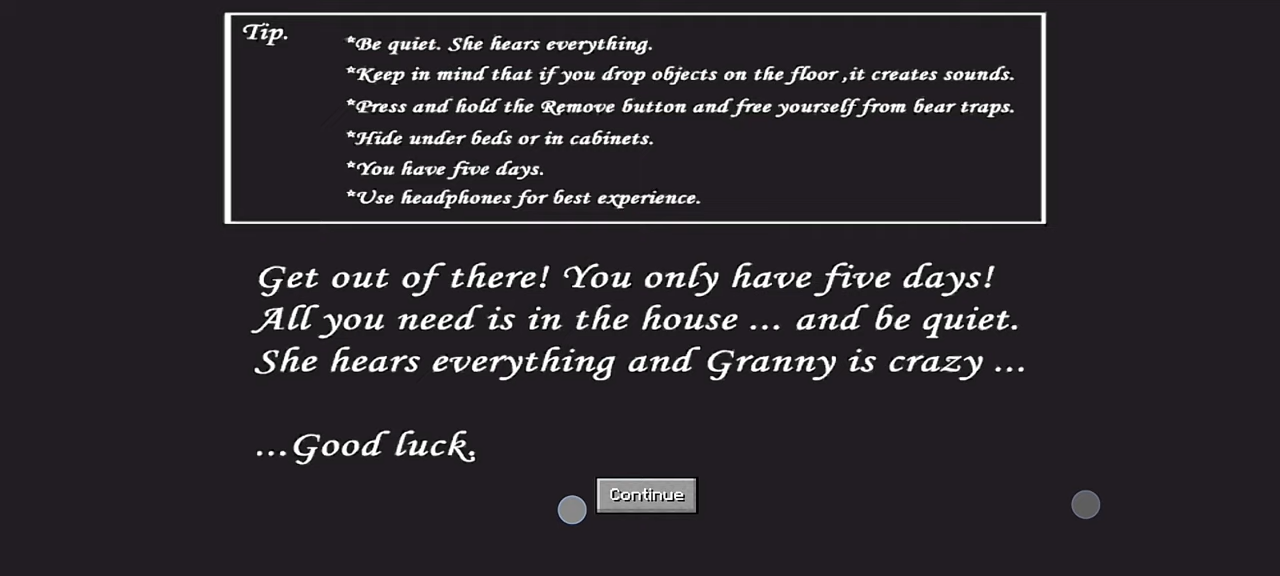 Tip.
*Be quiet. She hears everything.
*Keep in mind that if you drop objects on the floor ,it creates sounds.
*Press and hold the Remove button and free yourself from bear traps.
*Hide under beds or in cabinets.
*You have five days.
*Use headphones for best experience.
Get out of there! You only have five days!
All you need is in the house ... and be quiet.
She hears everything and Granny is crazy ...
...Good luck.
Continue